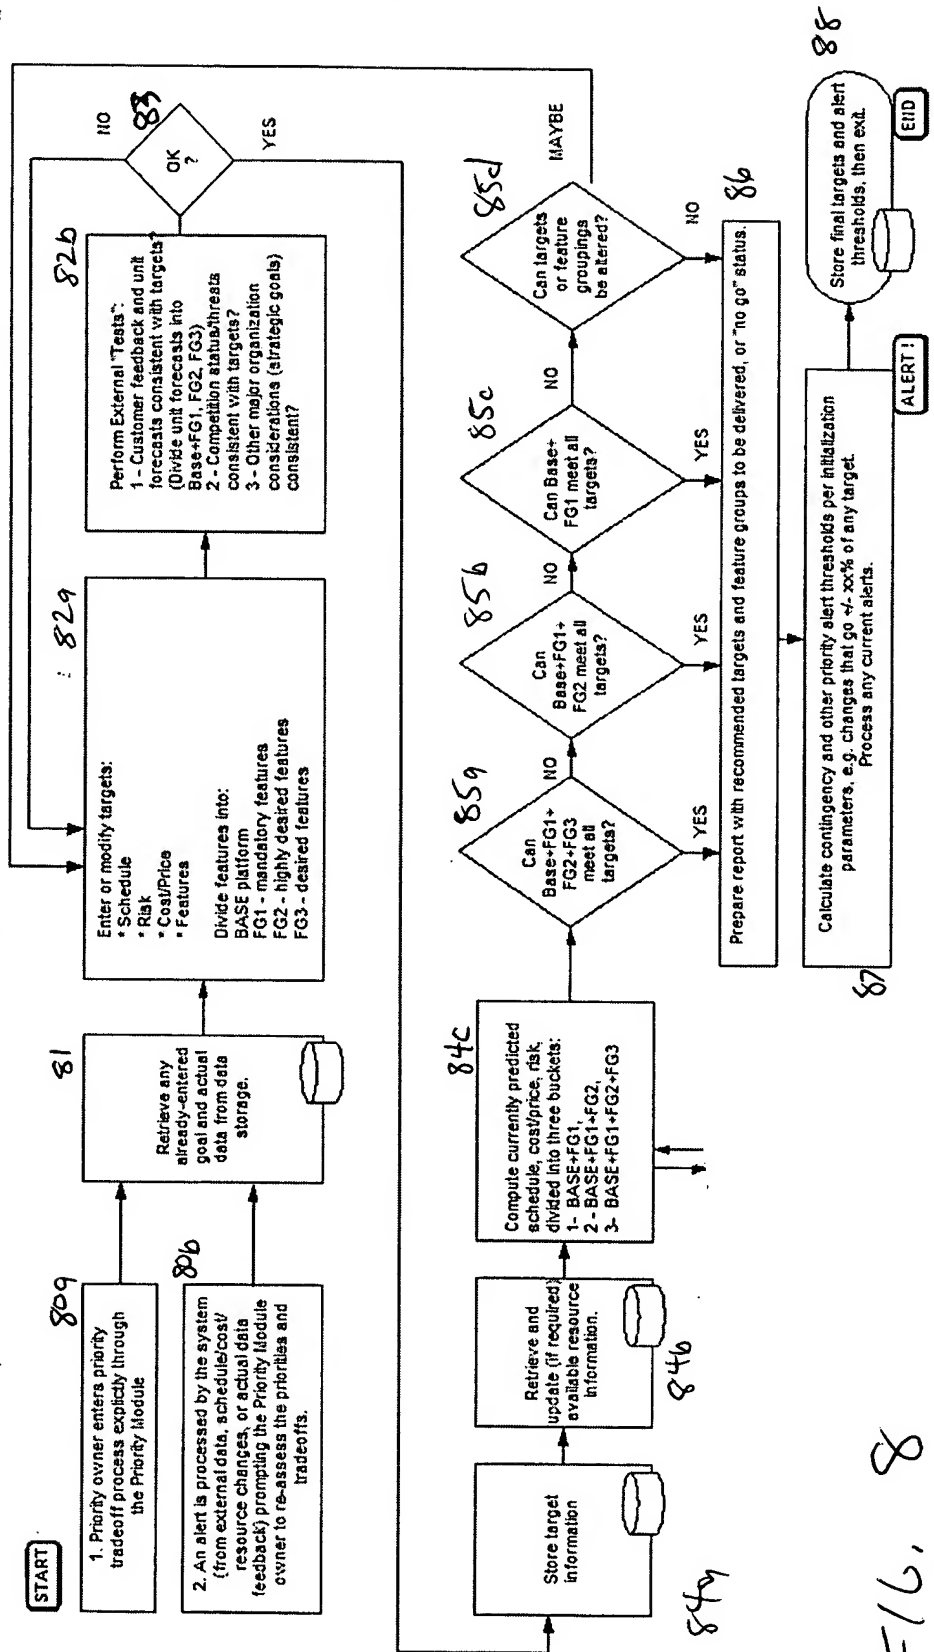 START
80a
1. Priority owner enters priority
tradeoff process explicitly through
the Priority Module
80b
2. An alert is processed by the system
(from external data, schedule/cost/
resource changes, or actual data
feedback) prompting the Priority Module
owner to re-assess the priorities and
tradeoffs.
81
Retrieve any
already-entered
goal and actual
data from data
storage.
82a
Enter or modify targets:
* Schedule
* Risk
* Cost/Price
* Features
Divide features into:
BASE platform
FG1 - mandatory features
FG2 - highly desired features
FG3 - desired features
82b
Perform External "Tests":
1 - Customer feedback and unit
forecasts consistent with targets?
(Divide unit forecasts into
Base+FG1, FG2, FG3)
2 - Competition status/threats
consistent with targets?
3 - Other major organization
considerations (strategic goals)
consistent?
83
OK
?
NO
YES
84a
Store target
information
84b
Retrieve and
update (if required)
available resource
information.
84c
Compute currently predicted
schedule, cost/price, risk,
divided into three buckets:
1- BASE+FG1,
2 - BASE+FG1+FG2,
3- BASE+FG1+FG2+FG3
85a
Can
Base+FG1+
FG2+FG3
meet all
targets?
NO
YES
85b
Can
Base+FG1+
FG2 meet all
targets?
NO
YES
85c
Can Base+
FG1 meet all
targets?
NO
YES
85d
Can targets
or feature
groupings
be altered?
MAYBE
NO
86
Prepare report with recommended targets and feature groups to be delivered, or "no go" status.
87
Calculate contingency and other priority alert thresholds per initialization
parameters, e.g. changes that go +/- xx% of any target.
Process any current alerts.
ALERT !
88
Store final targets and alert
thresholds, then exit.
END
FIG. 8